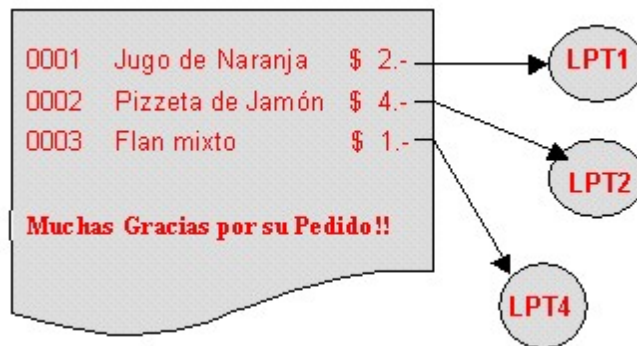 0001 Jugo de Naranja $ 2.- LPT1
0002 Pizzeta de Jamón $ 4.-
0003 Flan mixto $ 1.-
LPT2
Muchas Gracias por su Pedido!!
LPT4